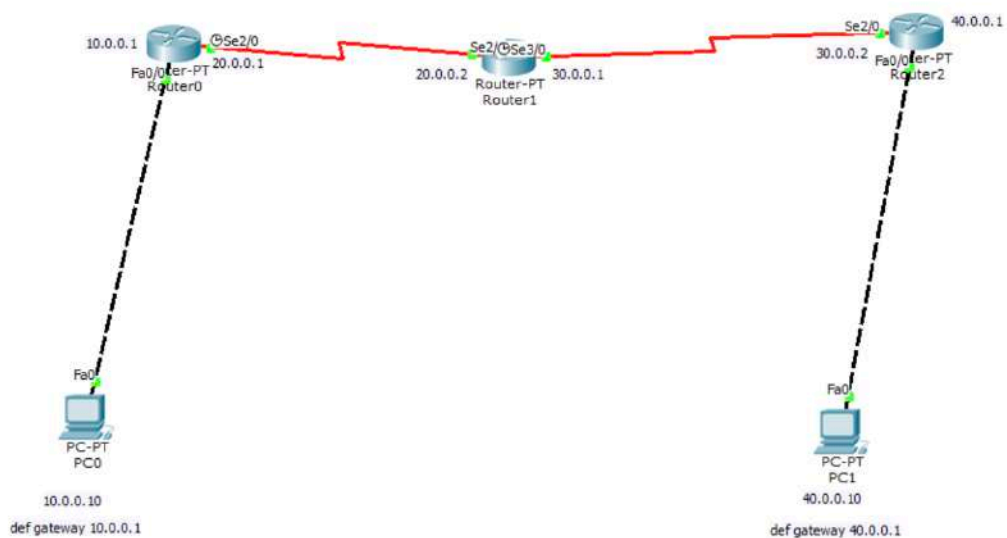 10.0.0.1
Se2/0
20.0.0.1
Fa0/0
ter-PT
Router0
Se2/
Se3/0
20.0.0.2
30.0.0.1
Router-PT
Router1
Se2/0
40.0.0.1
30.0.0.2
Fa0/0
er-PT
Router2
Fa0
PC-PT
PC0
10.0.0.10
def gateway 10.0.0.1
Fa0
PC-PT
PC1
40.0.0.10
def gateway 40.0.0.1